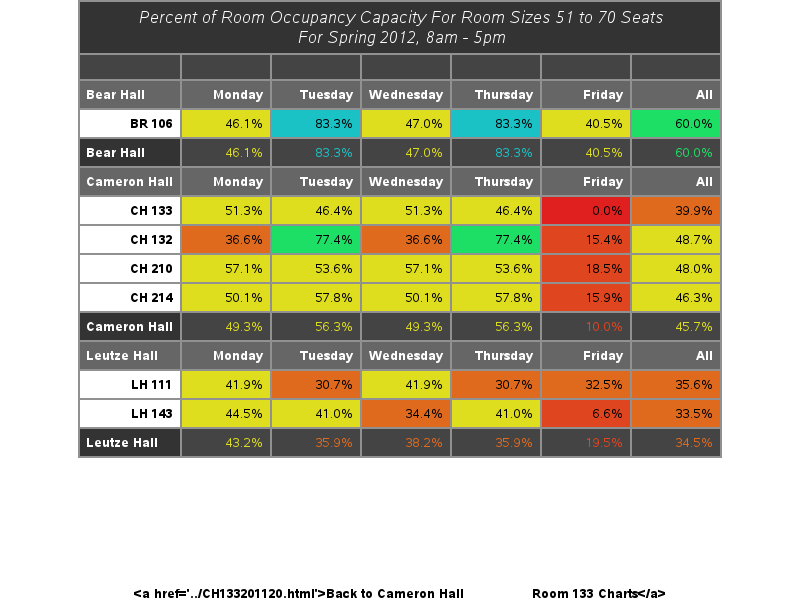 Percent of Room Occupancy Capacity For Room Sizes 51 to 70 Seats
For Spring 2012, 8am - 5pm
Bear Hall Monday Tuesday Wednesday Thursday Friday All
BR 106 46.1% 83.3% 47.0% 83.3% 40.5% 60.0%
Bear Hall 46.1% 83.3% 47.0% 83.3% 40.5% 60.0%
Cameron Hall Monday Tuesday Wednesday Thursday Friday All
CH 133 51.3% 46.4% 51.3% 46.4% 0.0% 39.9%
CH 132 36.6% 77.4% 36.6% 77.4% 15.4% 48.7%
CH 210 57.1% 53.6% 57.1% 53.6% 18.5% 48.0%
CH 214 50.1% 57.8% 50.1% 57.8% 15.9% 46.3%
Cameron Hall 49.3% 56.3% 49.3% 56.3% 10.0% 45.7%
Leutze Hall Monday Tuesday Wednesday Thursday Friday All
LH 111 41.9% 30.7% 41.9% 30.7% 32.5% 35.6%
LH 143 44.5% 41.0% 34.4% 41.0% 6.6% 33.5%
Leutze Hall 43.2% 35.9% 38.2% 35.9% 19.5% 34.5%
<a href='../CH133201120.html'>Back to Cameron Hall Room 133 Charts</a>